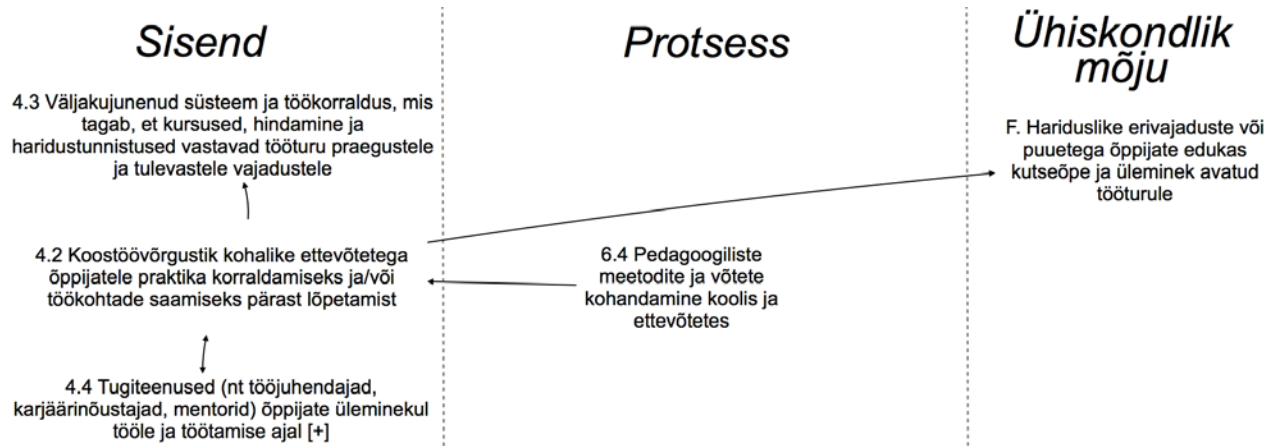 Sisend
4.3 Väljakujunenud süsteem ja töökorraldus, mis
tagab, et kursused, hindamine ja
haridustunnistused vastavad tööturu praegustele
ja tulevastele vajadustele
4.2 Koostöövõrgustik kohalike ettevõtetega
õppijatele praktika korraldamiseks ja/või
töökohtade saamiseks pärast lõpetamist
4.4 Tugiteenused (nt tööjuhendajad,
karjäärinõustajad, mentorid) õppijate üleminekul
tööle ja töötamise ajal [+]
Protsess
6.4 Pedagoogiliste
meetodite ja võtete
kohandamine koolis ja
ettevõtetes
Ühiskondlik
mõju
F. Hariduslike erivajaduste või
puuetega õppijate edukas
kutseõpe ja üleminek avatud
tööturule